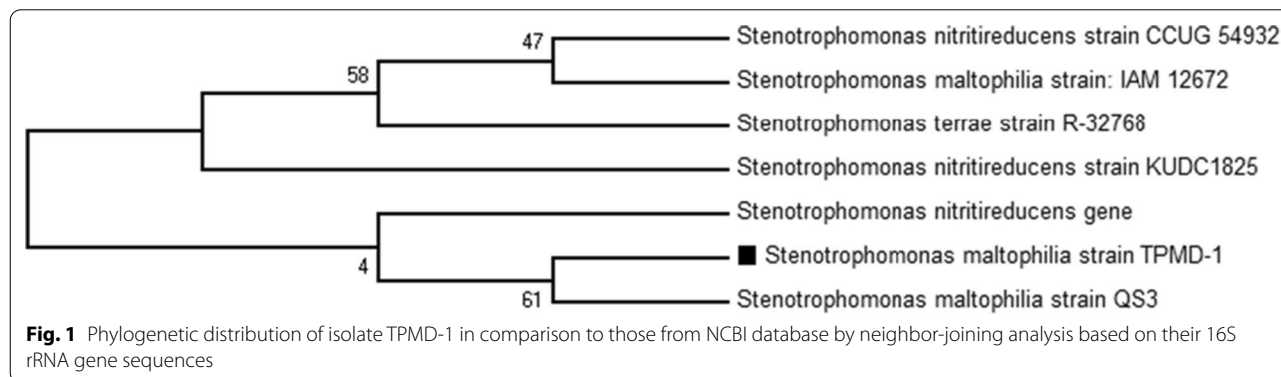 47
Stenotrophomonas nitritireducens strain CCUG 54932
58
Stenotrophomonas maltophilia strain: IAM 12672
Stenotrophomonas terrae strain R-32768
Stenotrophomonas nitritireducens strain KUDC1825
Stenotrophomonas nitritireducens gene
4
Stenotrophomonas maltophilia strain TPMD-1
61
Stenotrophomonas maltophilia strain QS3
Fig. 1 Phylogenetic distribution of isolate TPMD-1 in comparison to those from NCBI database by neighbor-joining analysis based on their 16S
rRNA gene sequences